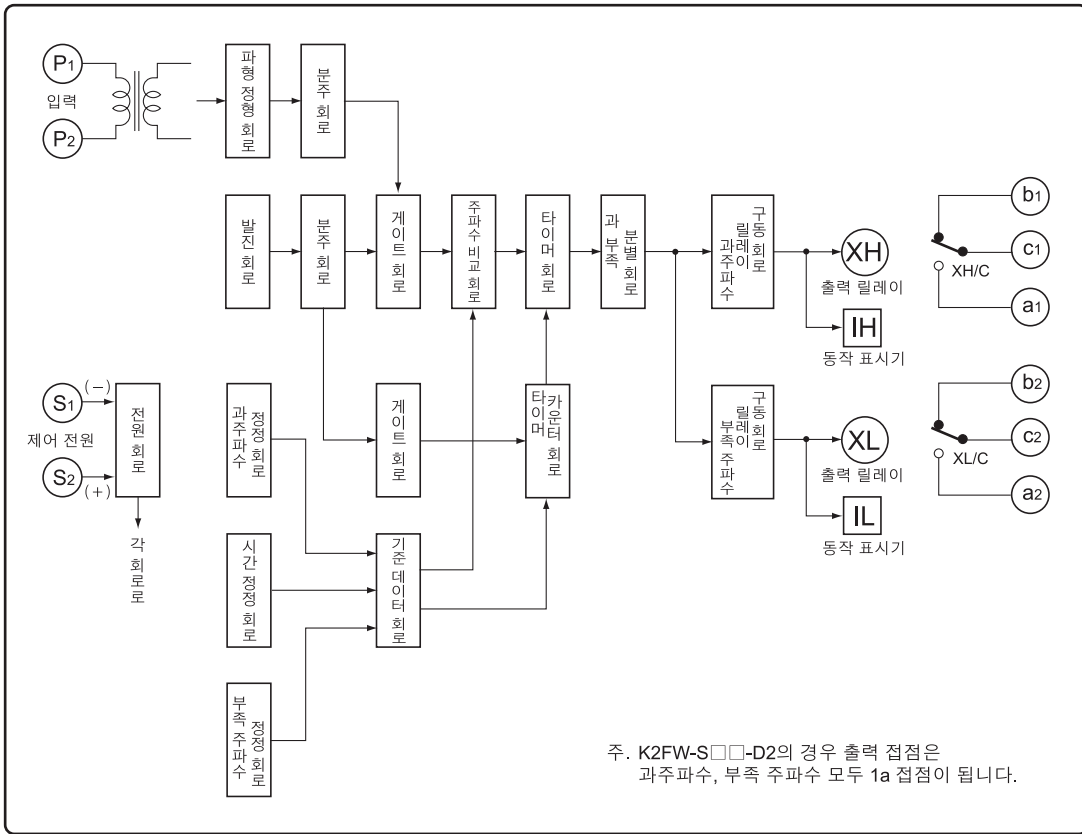 P1
입력
P2
파형 정형 회로
분주 회로
발진 회로
분주 회로
게이트 회로
주파수 비교 회로
타이머 회로
과 부족
분별 회로
과주파수
릴레이
구동 회로
XH
출력 릴레이
IH
동작 표시기
b1
c1
XH/C
a1
S1
(−)
제어 전원
S2
(+)
전원 회로
각 회로로
과주파수
정정 회로
게이트 회로
타이머
카운터 회로
부족 주파수
릴레이
구동 회로
XL
출력 릴레이
IL
동작 표시기
b2
c2
XL/C
a2
시간 정정 회로
기준 데이터 회로
부족 주파수
정정 회로
주. K2FW-S□□-D2의 경우 출력 접점은
과주파수, 부족 주파수 모두 1a 접점이 됩니다.